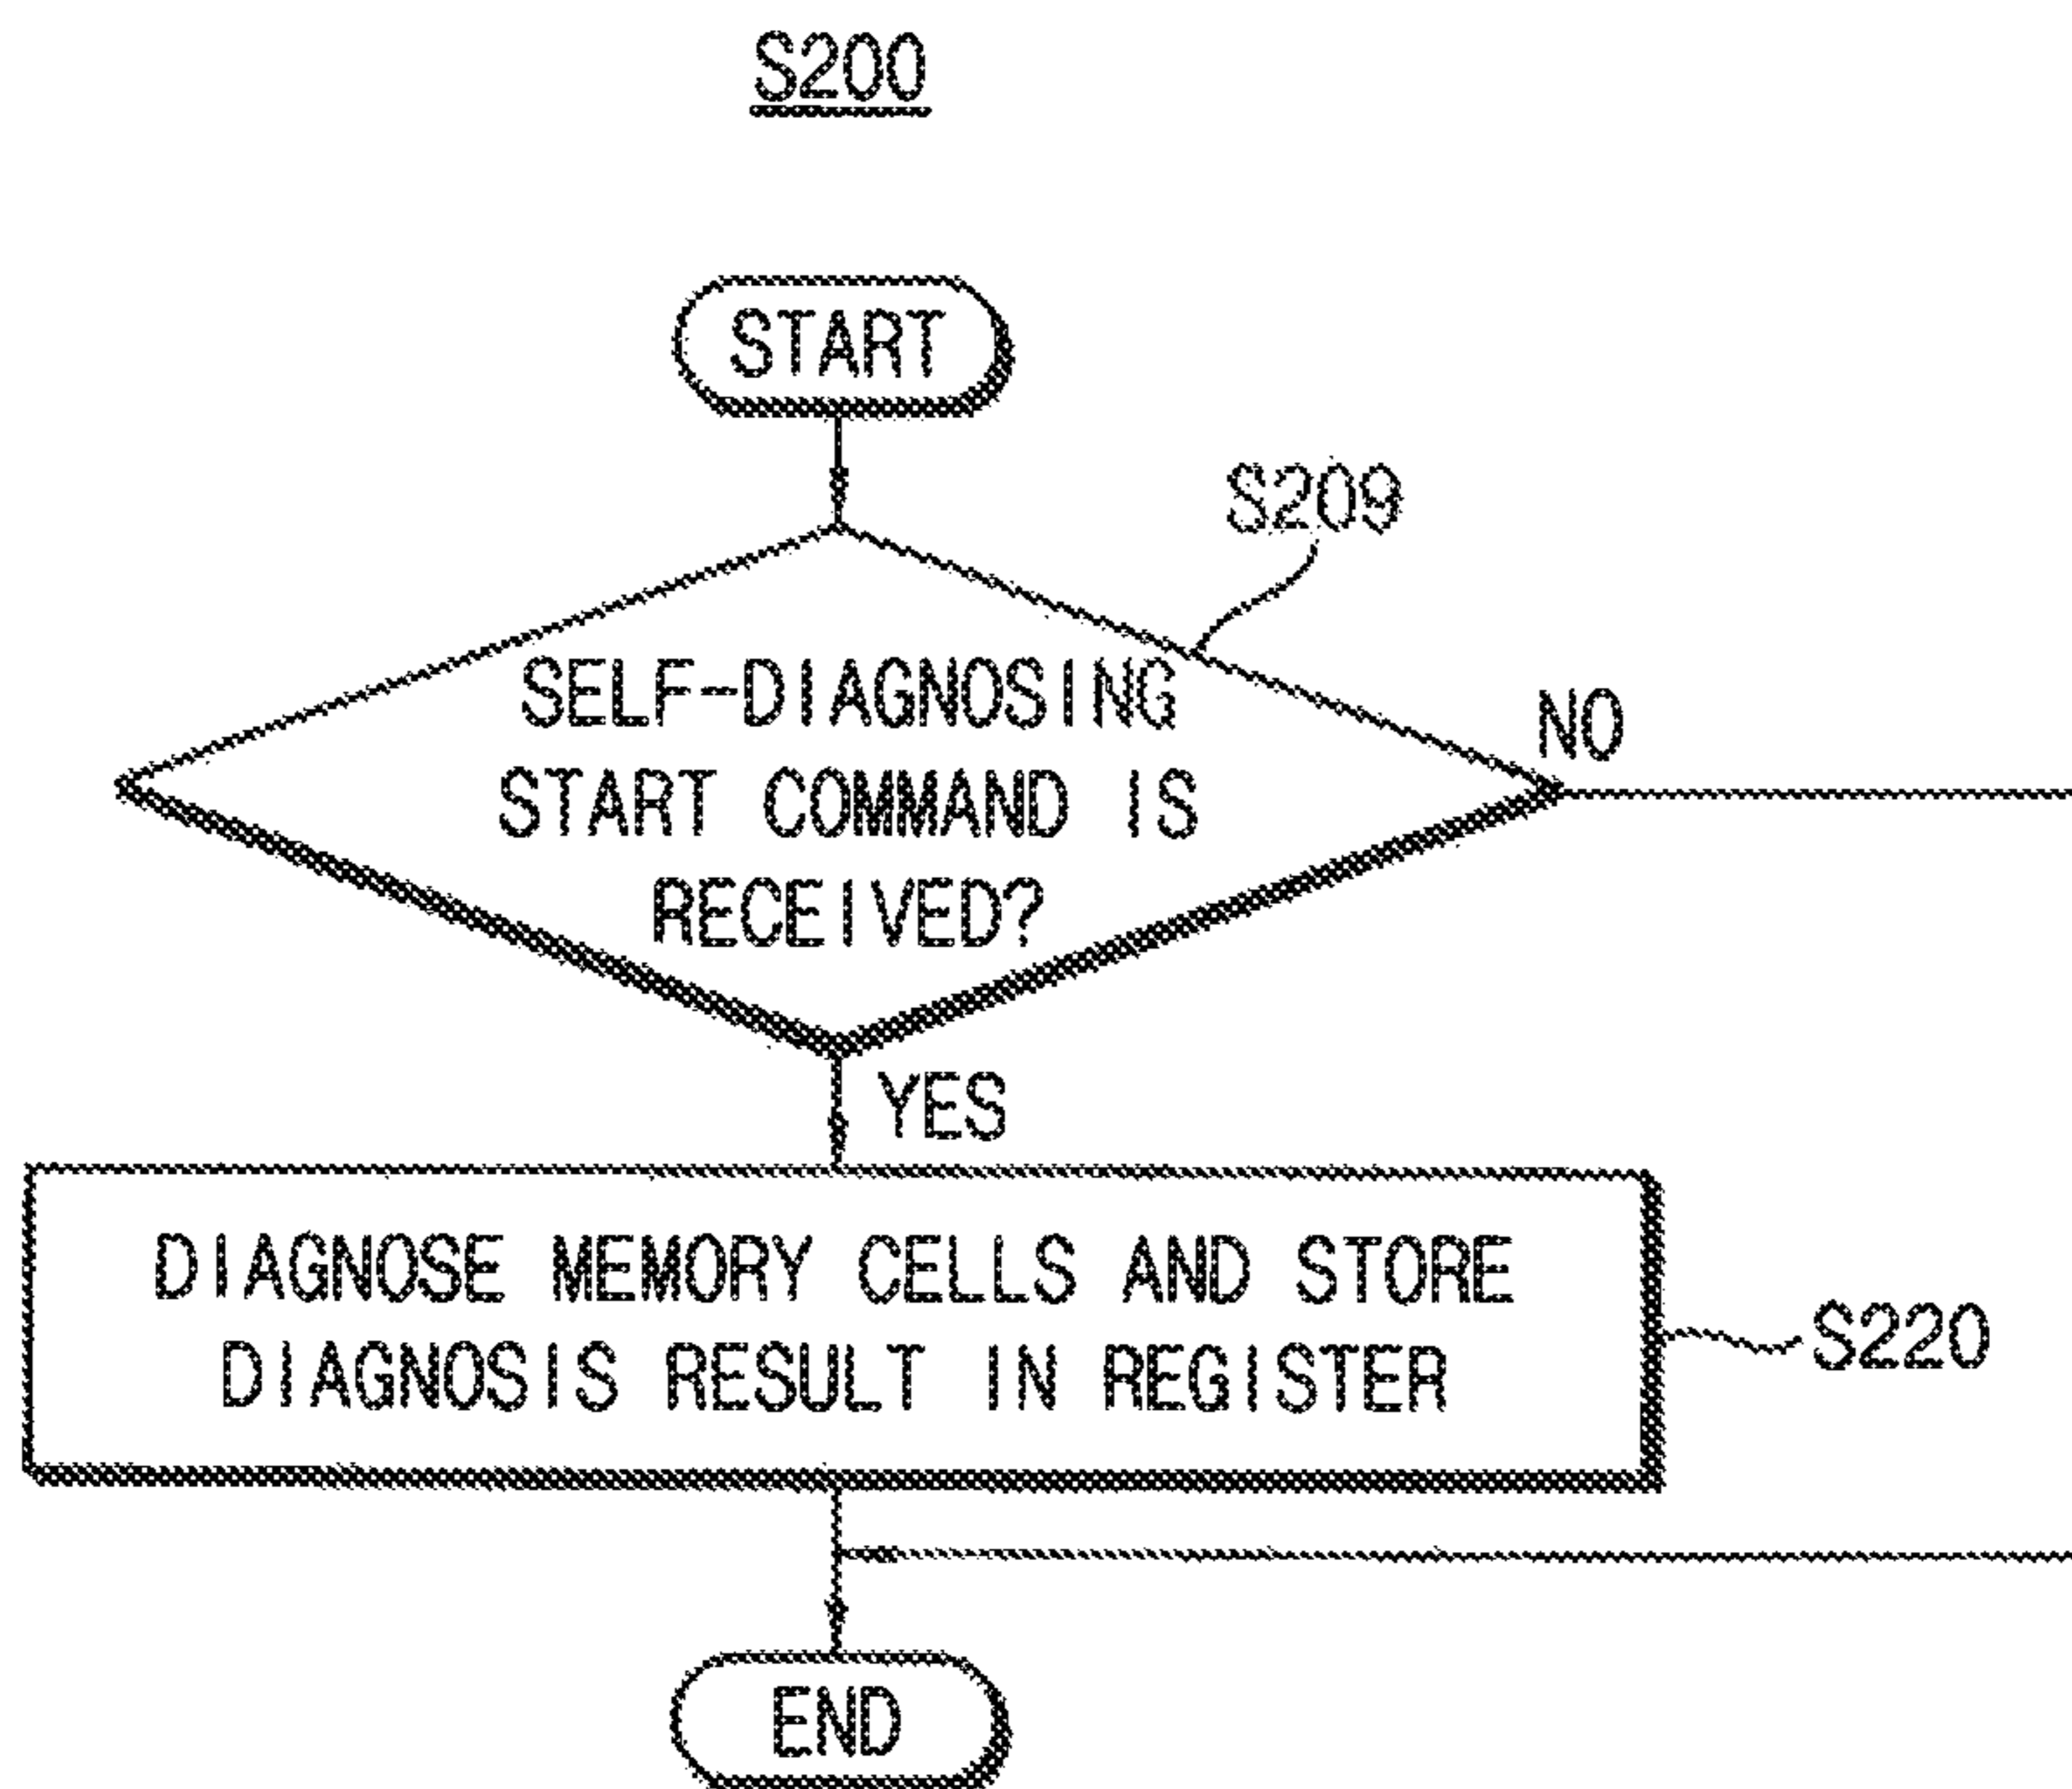 S200
START
S209
SELF-DIAGNOSING
START COMMAND IS
RECEIVED?
NO
YES
DIAGNOSE MEMORY CELLS AND STORE
DIAGNOSIS RESULT IN REGISTER
S220
END